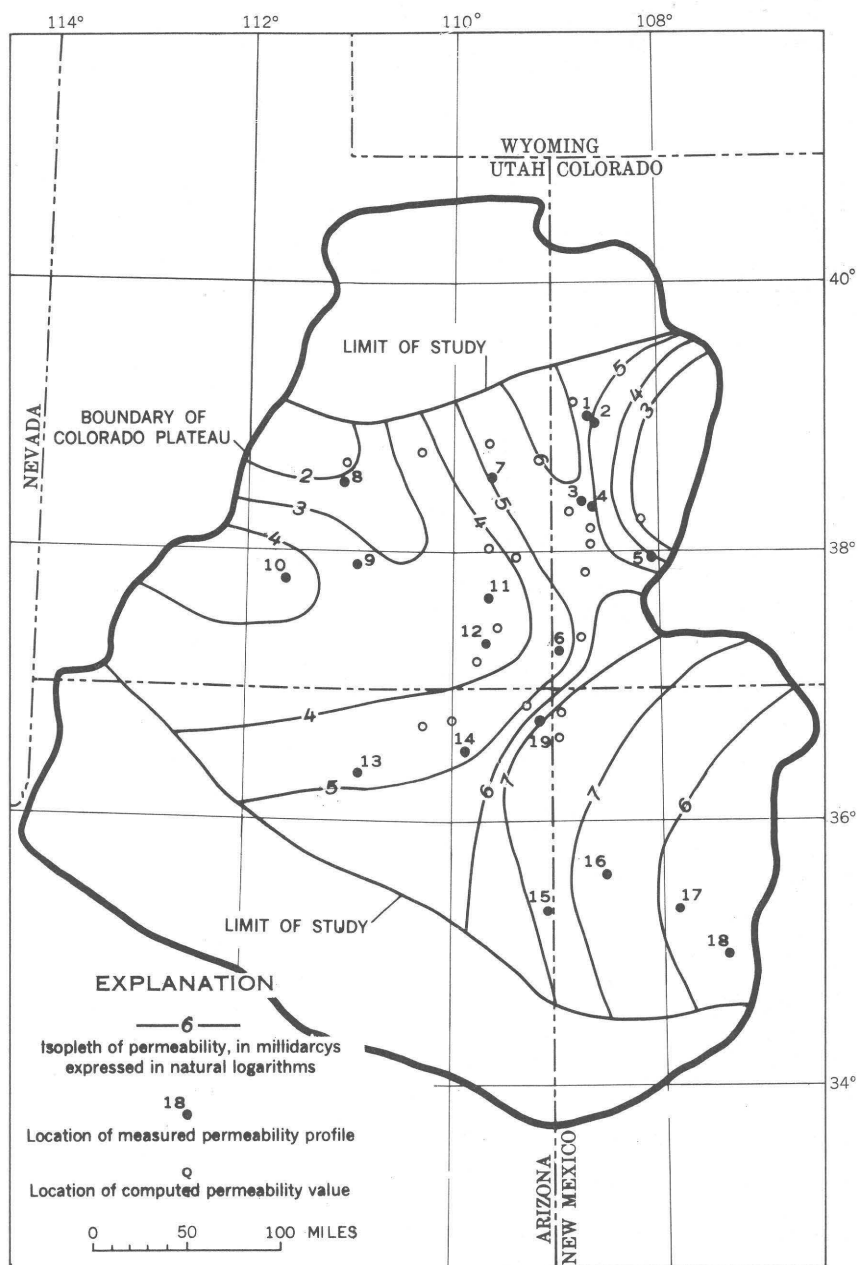 114° 112° 110° 108°
WYOMING
UTAH COLORADO
40°
LIMIT OF STUDY
5
4
3
BOUNDARY OF
COLORADO PLATEAU
NEVADA
1 2
6
2 8
7
5
3 4
3
4
4
38°
10 9
5
11
12
6
4
14
19
13
5
6 7
7
6
36°
16
15
17
LIMIT OF STUDY
18
EXPLANATION
6
Isopleth of permeability, in millidarcys
expressed in natural logarithms
18
Location of measured permeability profile
Location of computed permeability value
34°
ARIZONA
NEW MEXICO
0 50 100 MILES